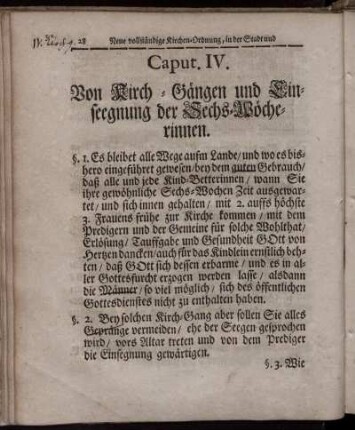 28 Neue vollständige Kirchen-Ordnung, in der Stadt und
Caput. IV.
Von Kirch-Gängen und Ein-
seegnung der Sechs-Wöche-
rinnen.
§. 1. Es bleibet alle Wege aufm Lande/ und wo es bis-
hero eingeführet gewesen/ bey dem guten Gebrauch/
daß alle und jede Kind-Betterinnen/ wann Sie
ihre gewöhnliche Sechs-Wochen Zeit ausgewar-
tet/ und sich innen gehalten/ mit 2. auffs höchste
3. Frauens frühe zur Kirche kommen/ mit dem
Predigern und der Gemeine für solche Wohlthat/
Erlösung/ Tauffgabe und Gesundheit GOtt von
Hertzen dancken/ auch für das Kindlein ernstlich beh-
ten/ daß GOtt sich dessen erbarme/ und es in al-
ler Gottesfurcht erzogen werden lasse/ alsdann
die Männer/ so viel möglich/ sich des öffentlichen
Gottesdienstes nicht zu enthalten haben.
§. 2. Bey solchen Kirch-Gang aber sollen Sie alles
Gepränge vermeiden/ ehe der Seegen gesprochen
wird/ vors Altar treten und von dem Prediger
die Einsegnung gewärtigen.
§. 3. Wie